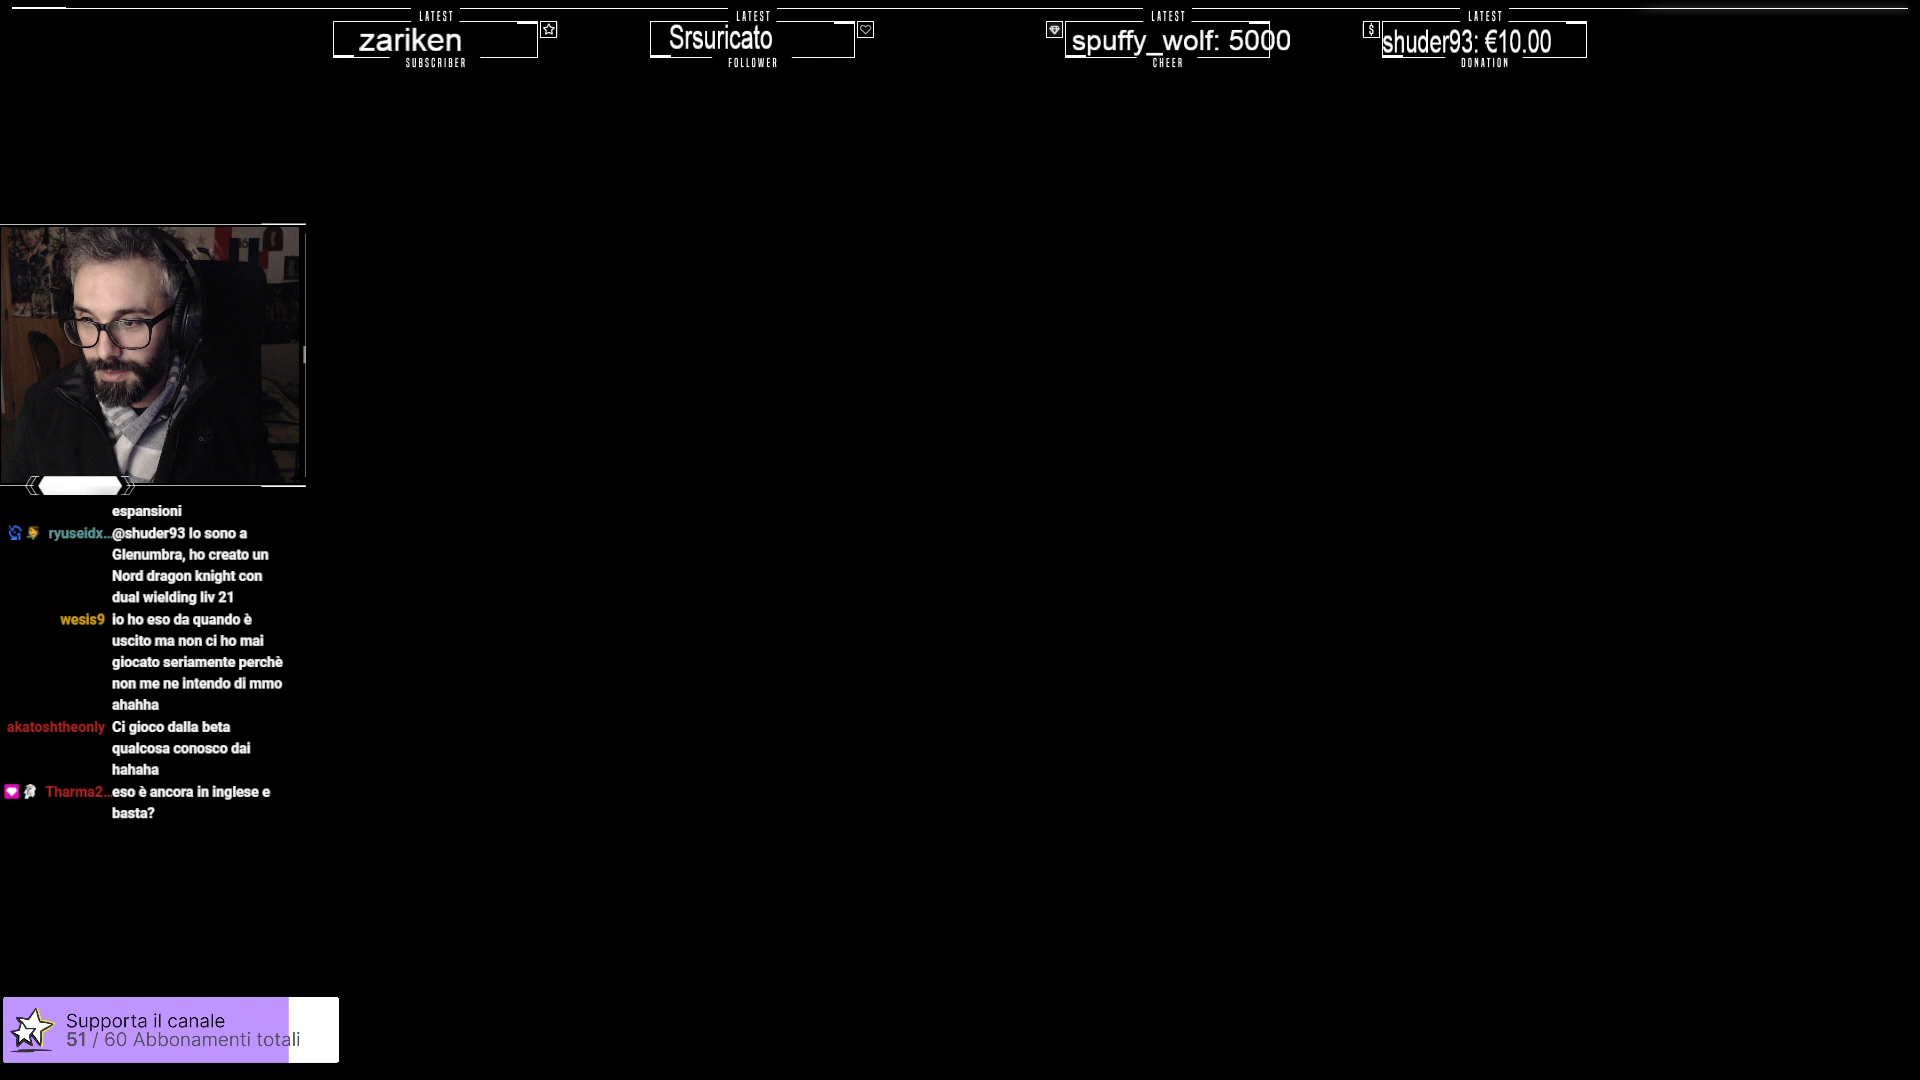 LATEST
zariken
SUBSCRIBER
LATEST
Srsuricato
FOLLOWER
LATEST
spuffy_wolf: 5000
CHEER
LATEST
shuder93: €10.00
DONATION
espansioni
ryuseidx... @shuder93 Io sono a
Glenumbra, ho creato un
Nord dragon knight con
dual wielding liv 21
wesis9 io ho eso da quando è
uscito ma non ci ho mai
giocato seriamente perchè
non me ne intendo di mmo
ahahha
akatoshtheonly Ci gioco dalla beta
qualcosa conosco dai
hahaha
Tharma2... eso è ancora in inglese e
basta?
Supporta il canale
51 / 60 Abbonamenti totali